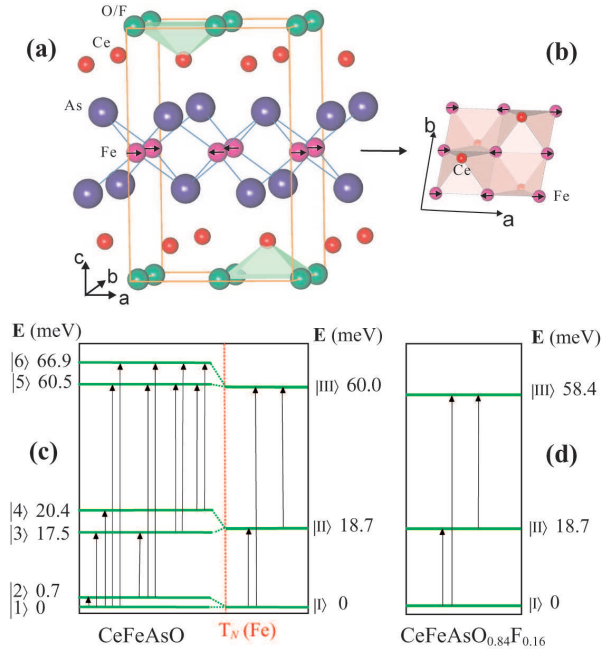 O/F
Ce
(a)
(b)
As
Fe
b
Ce
Fe
a
c
b
a
E (meV)
E (meV)
E (meV)
|6⟩ 66.9
|5⟩ 60.5
|III⟩ 60.0
|III⟩ 58.4
(c)
(d)
|4⟩ 20.4
|3⟩ 17.5
|II⟩ 18.7
|II⟩ 18.7
|2⟩ 0.7
|1⟩ 0
|I⟩ 0
|I⟩ 0
CeFeAsO
T_N (Fe)
CeFeAsO₀.₈₄F₀.₁₆